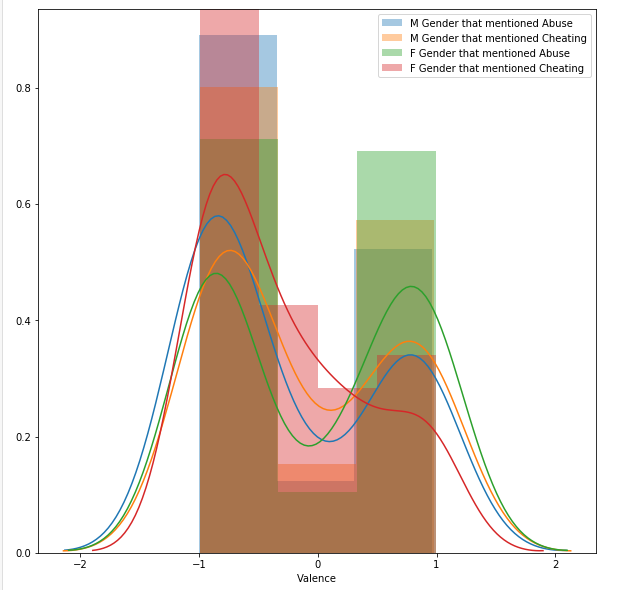 M Gender that mentioned Abuse
M Gender that mentioned Cheating
F Gender that mentioned Abuse
F Gender that mentioned Cheating
0.8
0.6
0.4
0.2
0.0
−2
−1
0
1
2
Valence